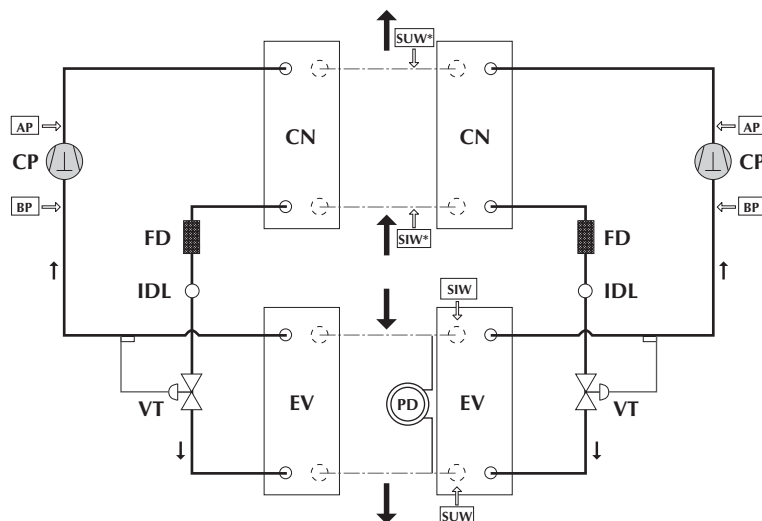 SUW*
AP
AP
CN
CN
CP
CP
BP
BP
FD
SIW*
FD
IDL
SIW
IDL
EV
PD
EV
VT
VT
SUW